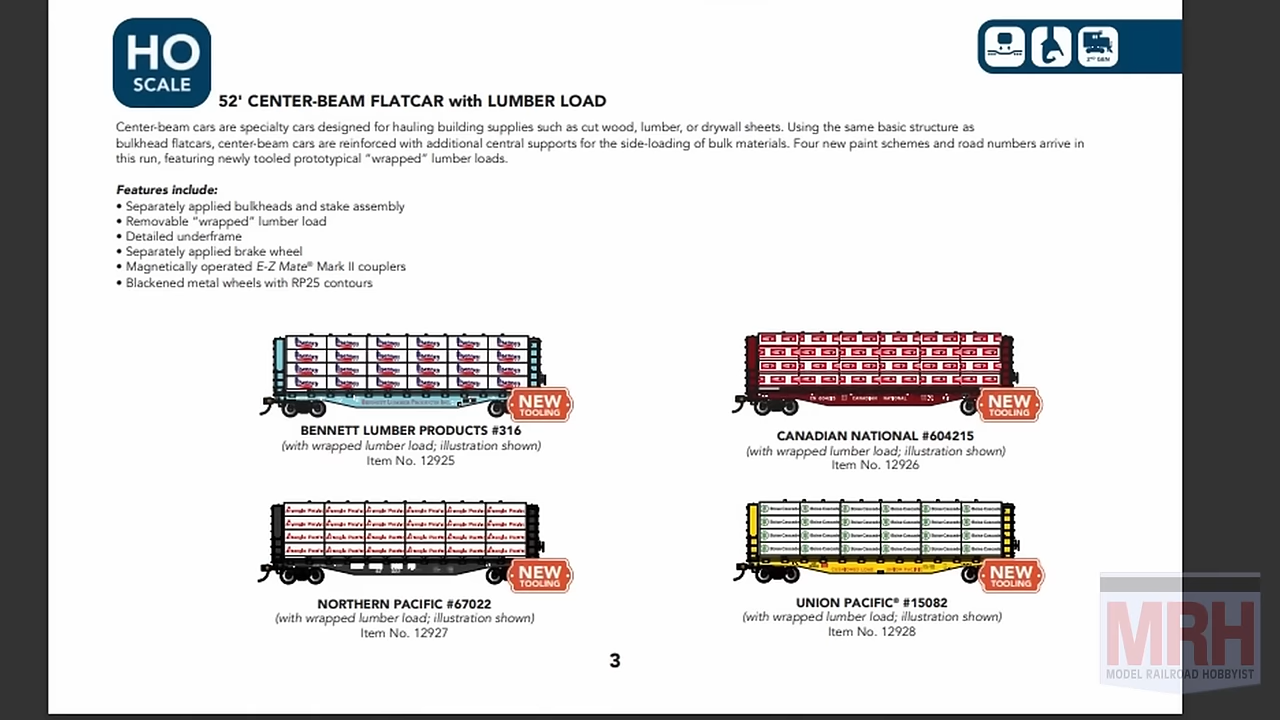 HO
SCALE
2ND GEN
52' CENTER-BEAM FLATCAR with LUMBER LOAD
Center-beam cars are specialty cars designed for hauling building supplies such as cut wood, lumber, or drywall sheets. Using the same basic structure as
bulkhead flatcars, center-beam cars are reinforced with additional central supports for the side-loading of bulk materials. Four new paint schemes and road numbers arrive in
this run, featuring newly tooled prototypical “wrapped” lumber loads.
Features include:
• Separately applied bulkheads and stake assembly
• Removable “wrapped” lumber load
• Detailed underframe
• Separately applied brake wheel
• Magnetically operated E-Z Mate® Mark II couplers
• Blackened metal wheels with RP25 contours
BENNETT LUMBER PRODUCTS INC.
NEW
TOOLING
BENNETT LUMBER PRODUCTS #316
(with wrapped lumber load; illustration shown)
Item No. 12925
CANADIAN NATIONAL
NEW
TOOLING
CANADIAN NATIONAL #604215
(with wrapped lumber load; illustration shown)
Item No. 12926
NEW
TOOLING
NORTHERN PACIFIC #67022
(with wrapped lumber load; illustration shown)
Item No. 12927
NEW
TOOLING
UNION PACIFIC® #15082
(with wrapped lumber load; illustration shown)
Item No. 12928
3
MRH
MODEL RAILROAD HOBBYIST